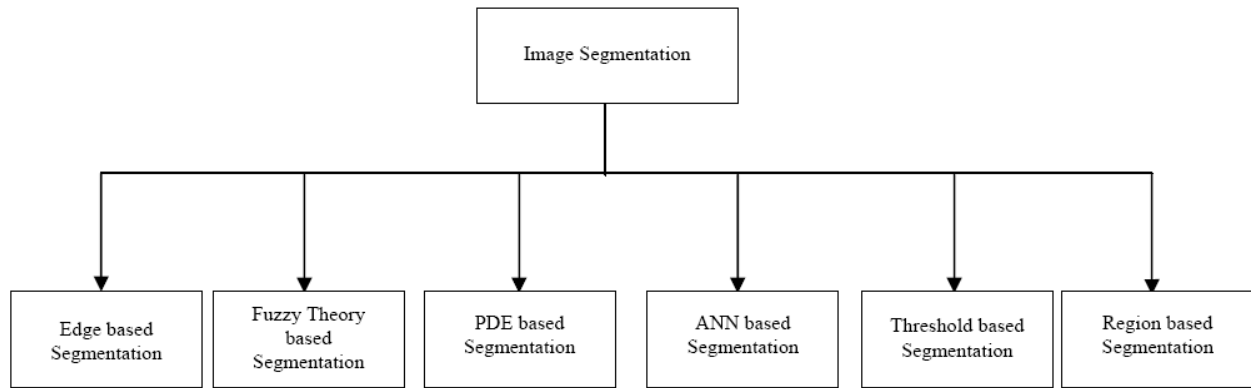 Image Segmentation
Edge based
Segmentation
Fuzzy Theory
based
Segmentation
PDE based
Segmentation
ANN based
Segmentation
Threshold based
Segmentation
Region based
Segmentation